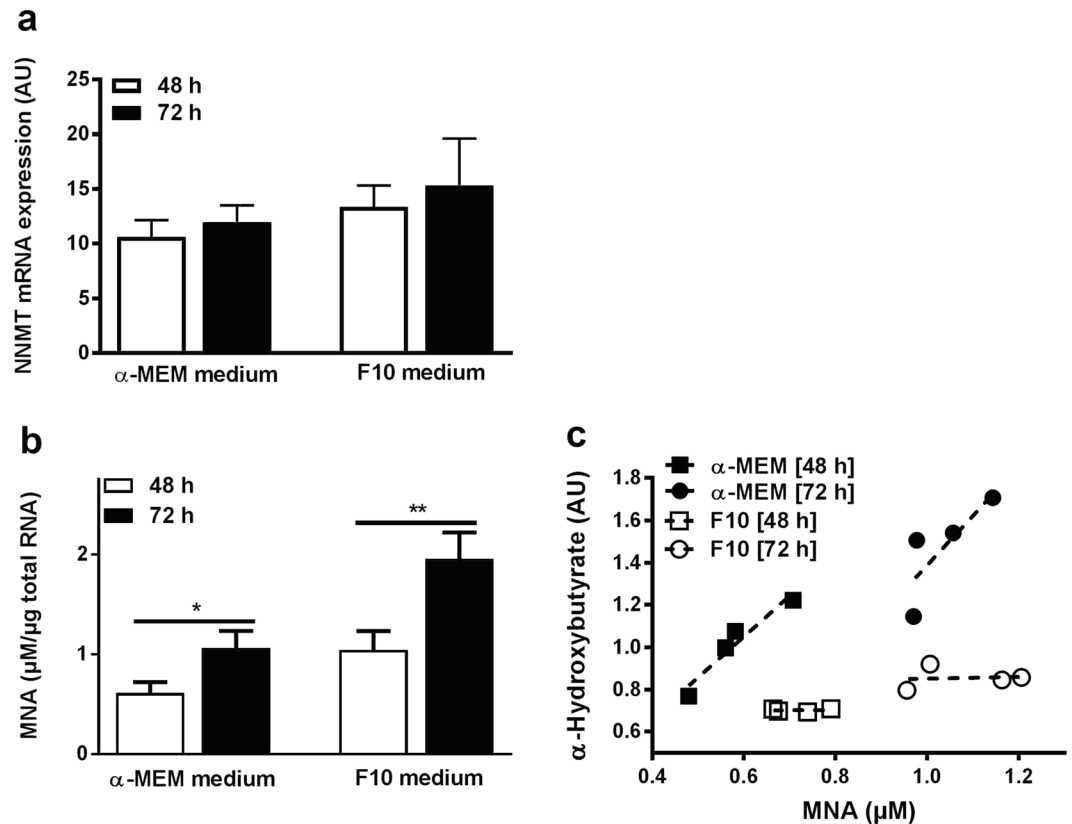 a
NNMT mRNA expression (AU)
25
20
15
10
5
0
48 h
72 h
α-MEM medium
F10 medium
b
MNA (µM/µg total RNA)
2
1
0
48 h
72 h
*
**
α-MEM medium
F10 medium
c
α-Hydroxybutyrate (AU)
α-MEM [48 h]
α-MEM [72 h]
F10 [48 h]
F10 [72 h]
1.8
1.6
1.4
1.2
1.0
0.8
0.6
0.4
0.6
0.8
1.0
1.2
MNA (µM)